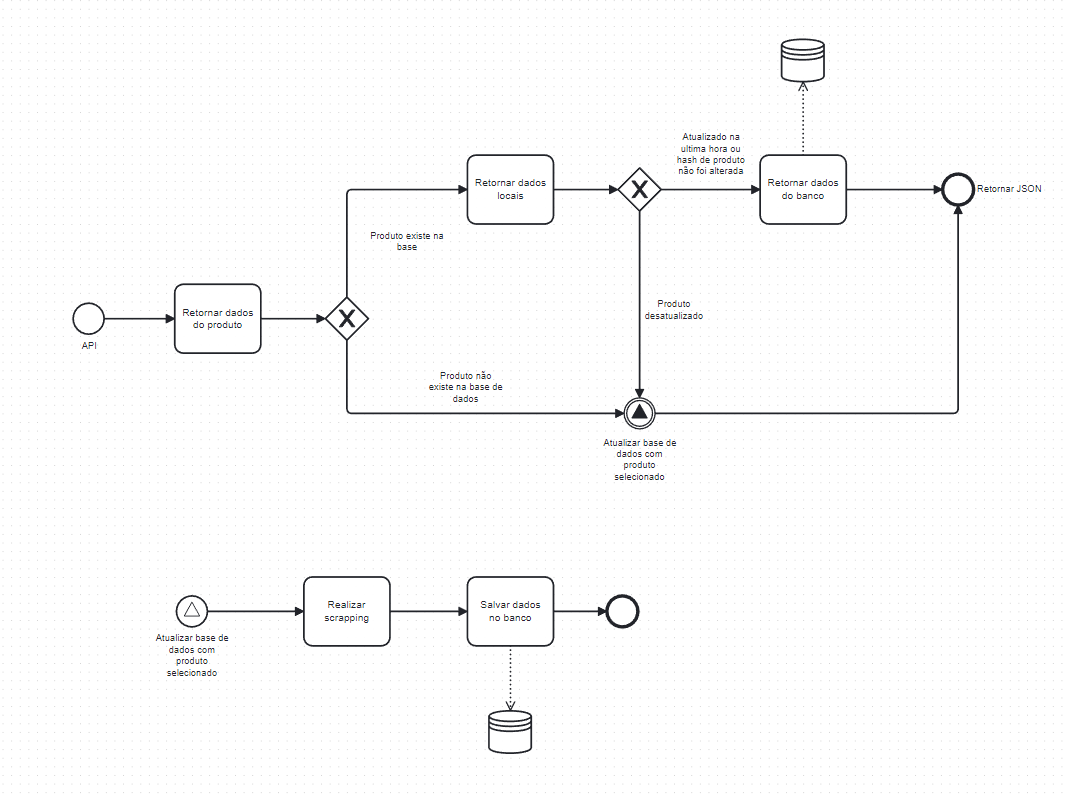 Atualizado na
ultima hora ou
hash de produto
não foi alterada
Retornar dados
locais
Retornar dados
do banco
Retornar JSON
Produto existe na
base
Retornar dados
do produto
API
Produto
desatualizado
Produto não
existe na base de
dados
Atualizar base de
dados com
produto
selecionado
Atualizar base de
dados com
produto
selecionado
Realizar
scrapping
Salvar dados
no banco